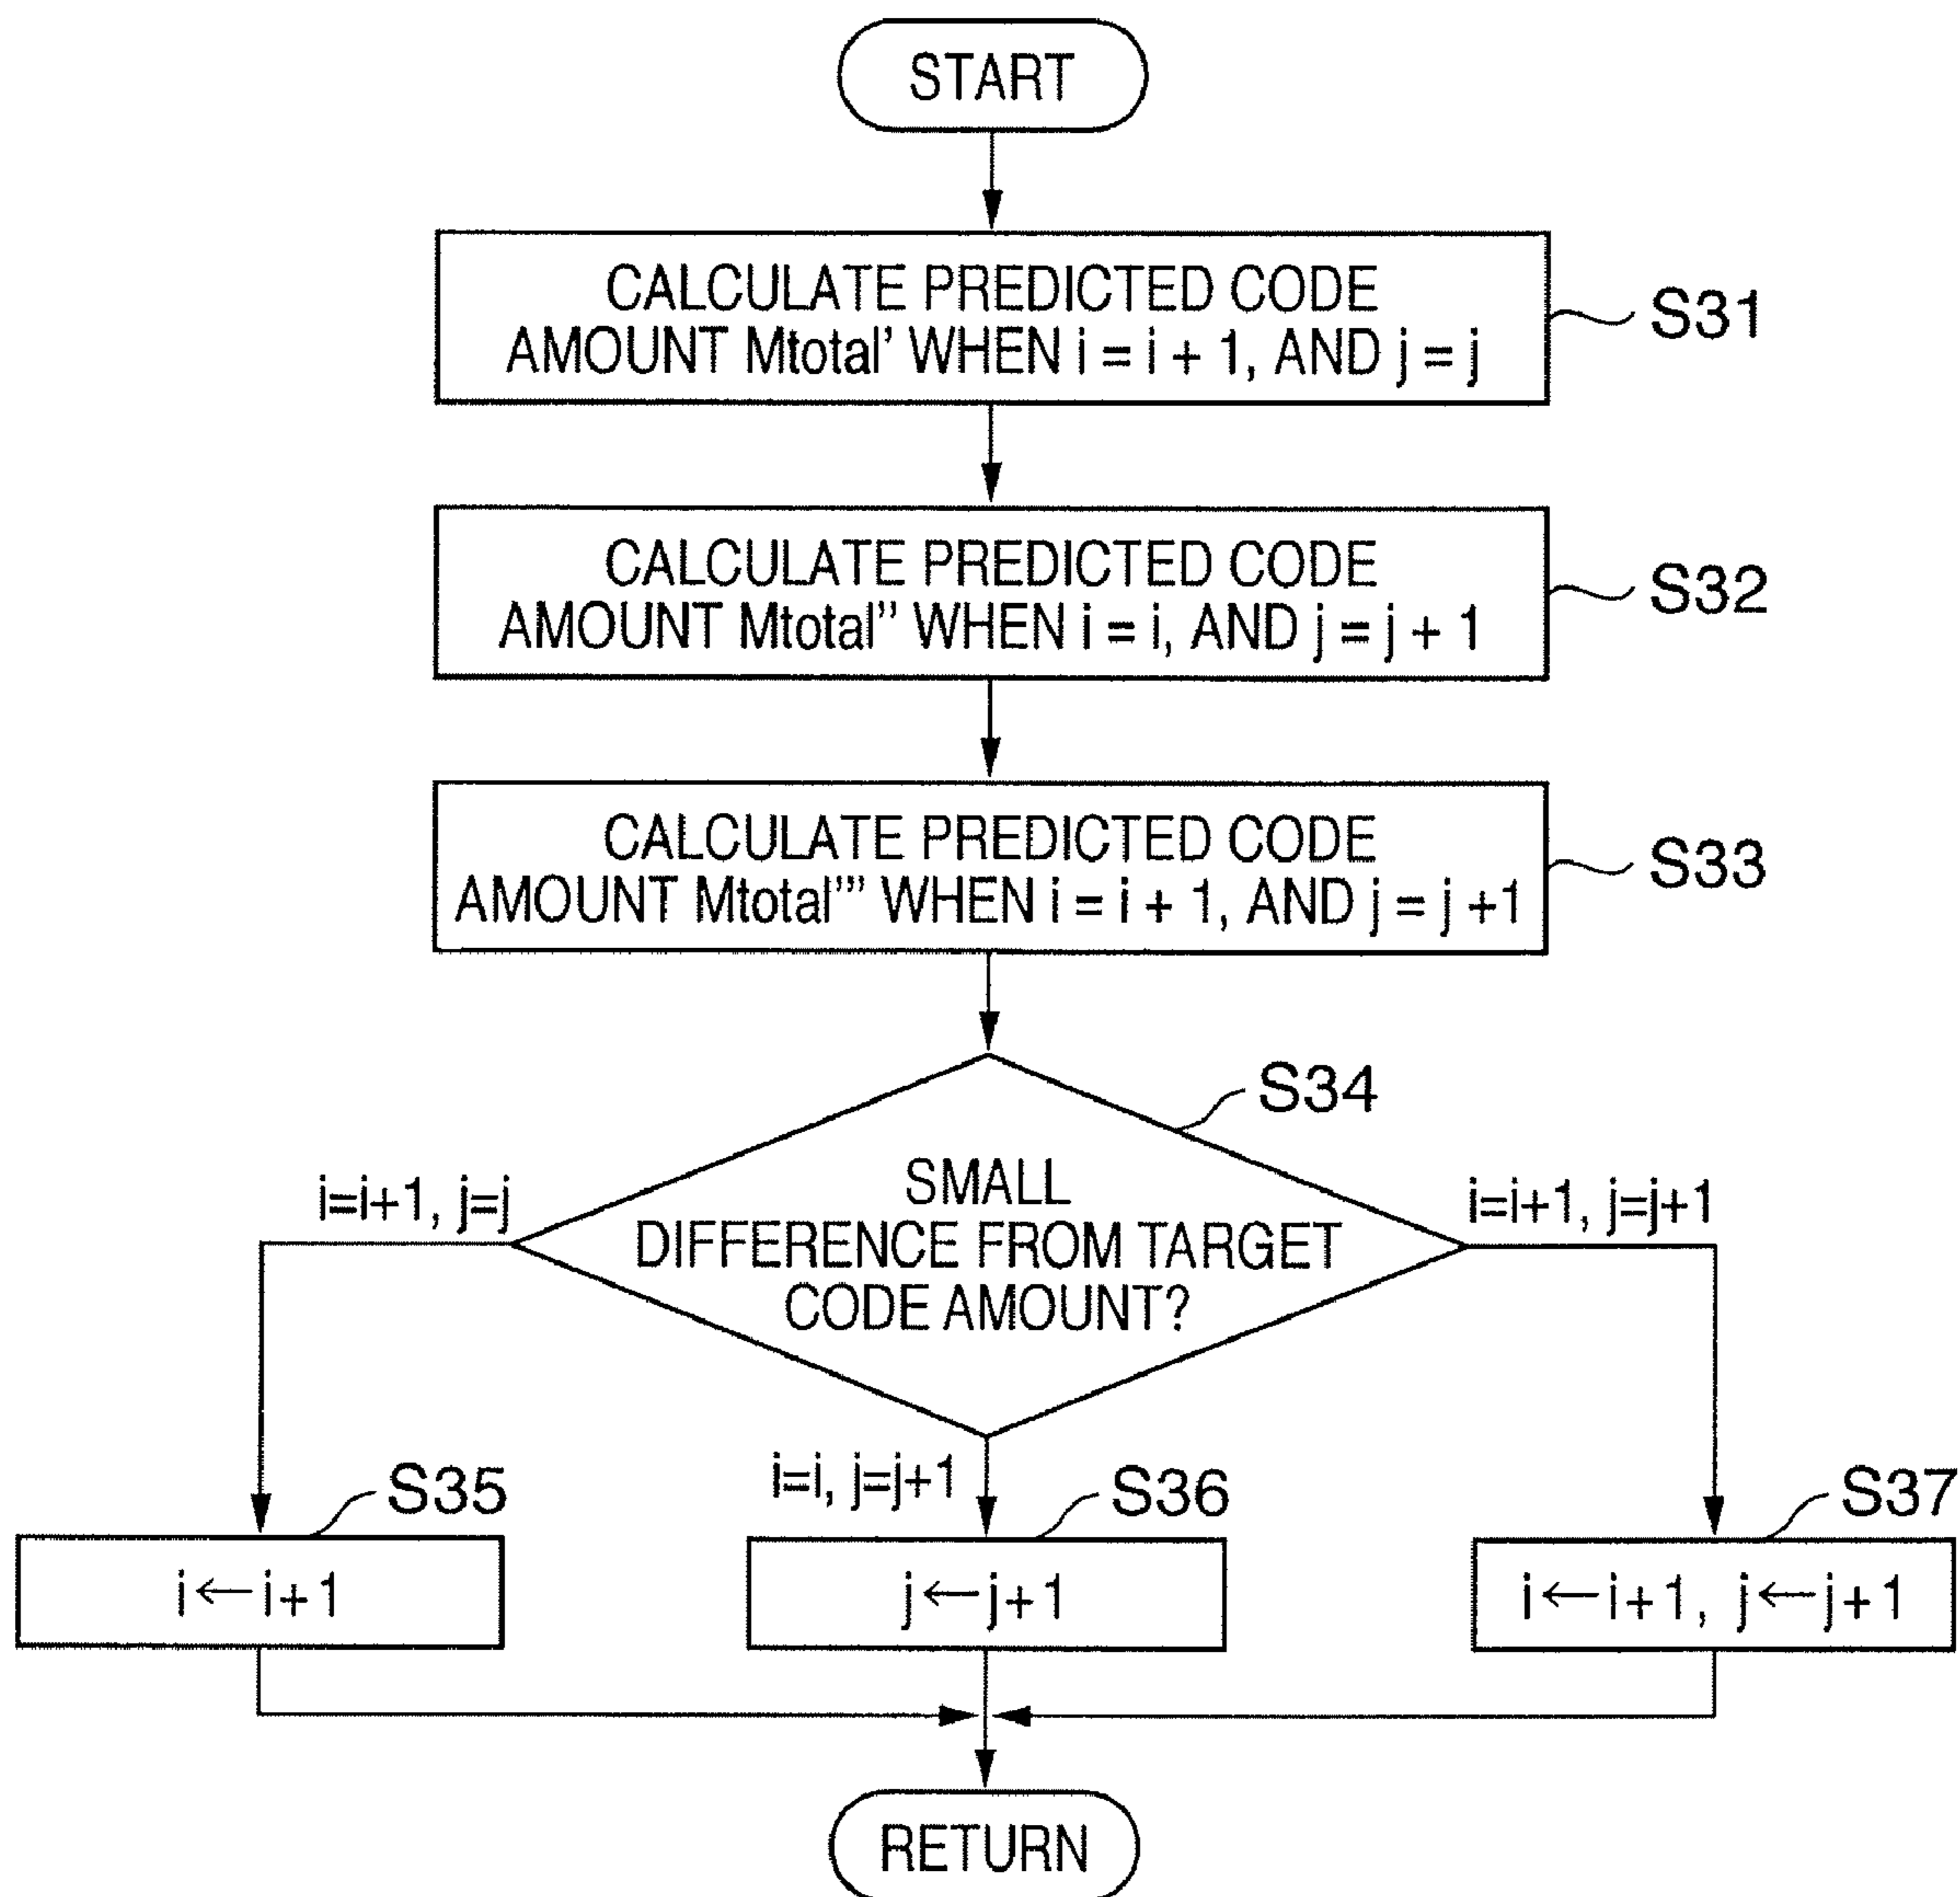 START
CALCULATE PREDICTED CODE
AMOUNT Mtotal' WHEN i = i + 1, AND j = j
S31
CALCULATE PREDICTED CODE
AMOUNT Mtotal'' WHEN i = i, AND j = j + 1
S32
CALCULATE PREDICTED CODE
AMOUNT Mtotal''' WHEN i = i + 1, AND j = j +1
S33
S34
SMALL
DIFFERENCE FROM TARGET
CODE AMOUNT?
i=i+1, j=j
i=i+1, j=j+1
i=i, j=j+1
S35
S36
S37
i←i+1
j←j+1
i←i+1, j←j+1
RETURN